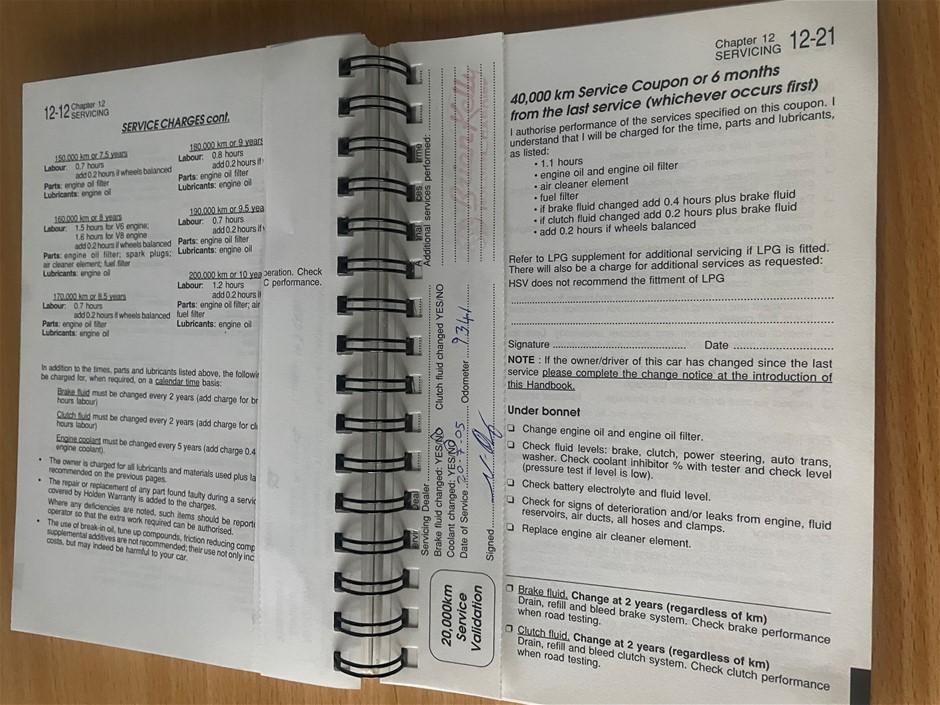 12-12 Chapter 12
SERVICING
SERVICE CHARGES cont.
150,000 km or 7.5 years
Labour: 0.7 hours
add 0.2 hours if wheels balanced
Parts: engine oil filter
Lubricants: engine oil
160,000 km or 8 years
Labour: 1.5 hours for V6 engine;
1.6 hours for V8 engine
add 0.2 hours if wheels balanced
Parts: engine oil filter; spark plugs;
air cleaner element; fuel filter
Lubricants: engine oil
170,000 km or 8.5 years
Labour: 0.7 hours
add 0.2 hours if wheels balanced
Parts: engine oil filter
Lubricants: engine oil
180,000 km or 9 years
Labour: 0.8 hours
add 0.2 hours if
Parts: engine oil filter
Lubricants: engine oil
190,000 km or 9.5 yea
Labour: 0.7 hours
add 0.2 hours if
Parts: engine oil filter
Lubricants: engine oil
200,000 km or 10 yea
Labour: 1.2 hours
add 0.2 hours if
Parts: engine oil filter; air
fuel filter
Lubricants: engine oil
In addition to the times, parts and lubricants listed above, the followin
be charged for, when required, on a calendar time basis:
Brake fluid must be changed every 2 years (add charge for br
hours labour)
Clutch fluid must be changed every 2 years (add charge for cl
hours labour)
Engine coolant must be changed every 5 years (add charge 0.4
engine coolant).
• The owner is charged for all lubricants and materials used plus la
recommended on the previous pages.
• The repair or replacement of any part found faulty during a servic
covered by Holden Warranty is added to the charges.
Where any deficiencies are noted, such items should be reporte
operator so that the extra work required can be authorised.
• The use of break-in oil, tune up compounds, friction reducing comp
supplemental additives are not recommended; their use not only inc
costs, but may indeed be harmful to your car.
peration. Check
C performance.
20,000km
Service
Validation
Servicing Dealer
Brake fluid changed: YES/NO Clutch fluid changed YES/NO
Coolant changed: YES/NO
Date of Service 20.7.05 Odometer 9341
Signed
Additional services performed:
Chapter 12
SERVICING 12-21
40,000 km Service Coupon or 6 months
from the last service (whichever occurs first)
I authorise performance of the services specified on this coupon. I
understand that I will be charged for the time, parts and lubricants,
as listed:
• 1.1 hours
• engine oil and engine oil filter
• air cleaner element
• fuel filter
• if brake fluid changed add 0.4 hours plus brake fluid
• if clutch fluid changed add 0.2 hours plus brake fluid
• add 0.2 if wheels balanced
Refer to LPG supplement for additional servicing if LPG is fitted.
There will also be a charge for additional services as requested:
HSV does not recommend the fittment of LPG
Signature Date
NOTE : If the owner/driver of this car has changed since the last
service please complete the change notice at the introduction of
this Handbook.
Under bonnet
❑ Change engine oil and engine oil filter.
❑ Check fluid levels: brake, clutch, power steering, auto trans,
washer. Check coolant inhibitor % with tester and check level
(pressure test if level is low).
❑ Check battery electrolyte and fluid level.
❑ Check for signs of deterioration and/or leaks from engine, fluid
reservoirs, air ducts, all hoses and clamps.
❑ Replace engine air cleaner element.
❑ Brake fluid. Change at 2 years (regardless of km)
Drain, refill and bleed brake system. Check brake performance
when road testing.
❑ Clutch fluid. Change at 2 years (regardless of km)
Drain, refill and bleed clutch system. Check clutch performance
when road testing.